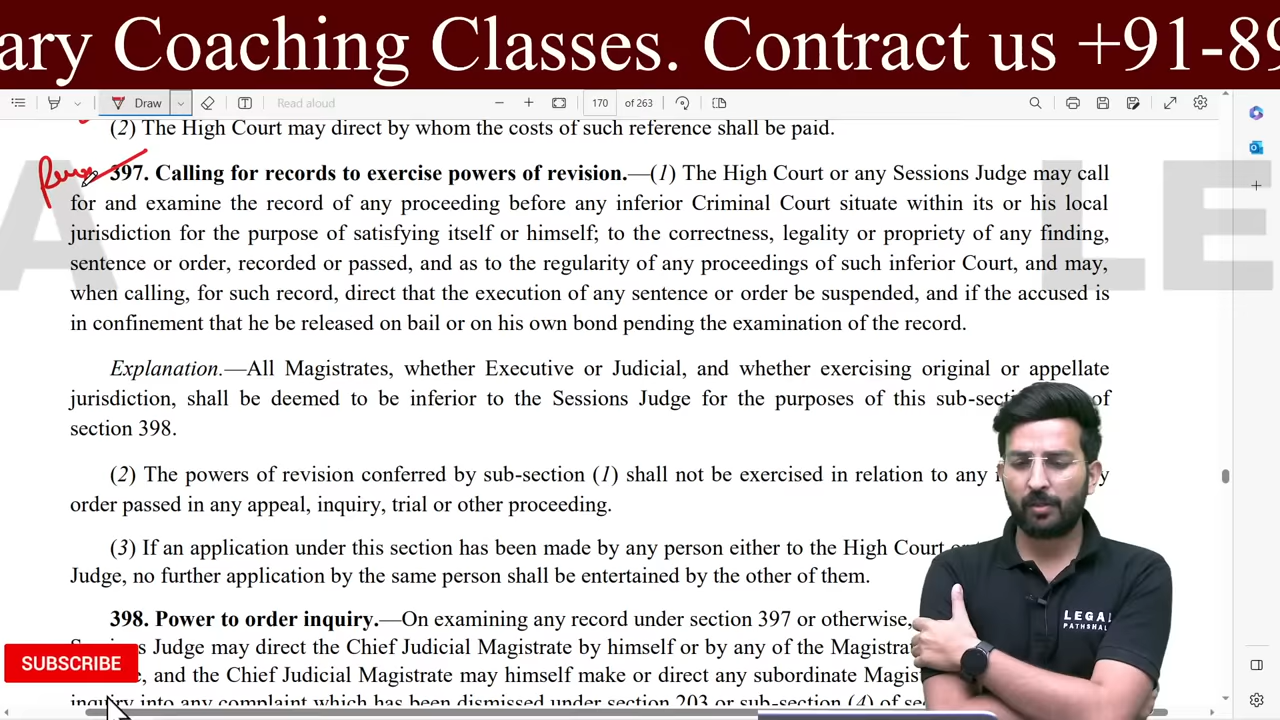 ary Coaching Classes. Contract us +91-89
Draw
Read aloud
170 of 263
(2) The High Court may direct by whom the costs of such reference shall be paid.
397. Calling for records to exercise powers of revision.—(1) The High Court or any Sessions Judge may call
for and examine the record of any proceeding before any inferior Criminal Court situate within its or his local
jurisdiction for the purpose of satisfying itself or himself; to the correctness, legality or propriety of any finding,
sentence or order, recorded or passed, and as to the regularity of any proceedings of such inferior Court, and may,
when calling, for such record, direct that the execution of any sentence or order be suspended, and if the accused is
in confinement that he be released on bail or on his own bond pending the examination of the record.
Explanation.—All Magistrates, whether Executive or Judicial, and whether exercising original or appellate
jurisdiction, shall be deemed to be inferior to the Sessions Judge for the purposes of this of
section 398.
(2) The powers of revision conferred by sub-section (1) shall not be exercised in relation to any
order passed in any appeal, inquiry, trial or other proceeding.
(3) If an application under this section has been made by any person either to the High Court
Judge, no further application by the same person shall be entertained by the other of them.
398. Power to order inquiry.—On examining any record under section 397 or otherwise,
Judge may direct the Chief Judicial Magistrate by himself or by any of the
and the Chief Judicial Magistrate may himself make or direct any subordinate
inquiry into any complaint which has been dismissed under section 203 or sub-section (4) of
SUBSCRIBE
LEGAL
PATHSHALA
A
LE